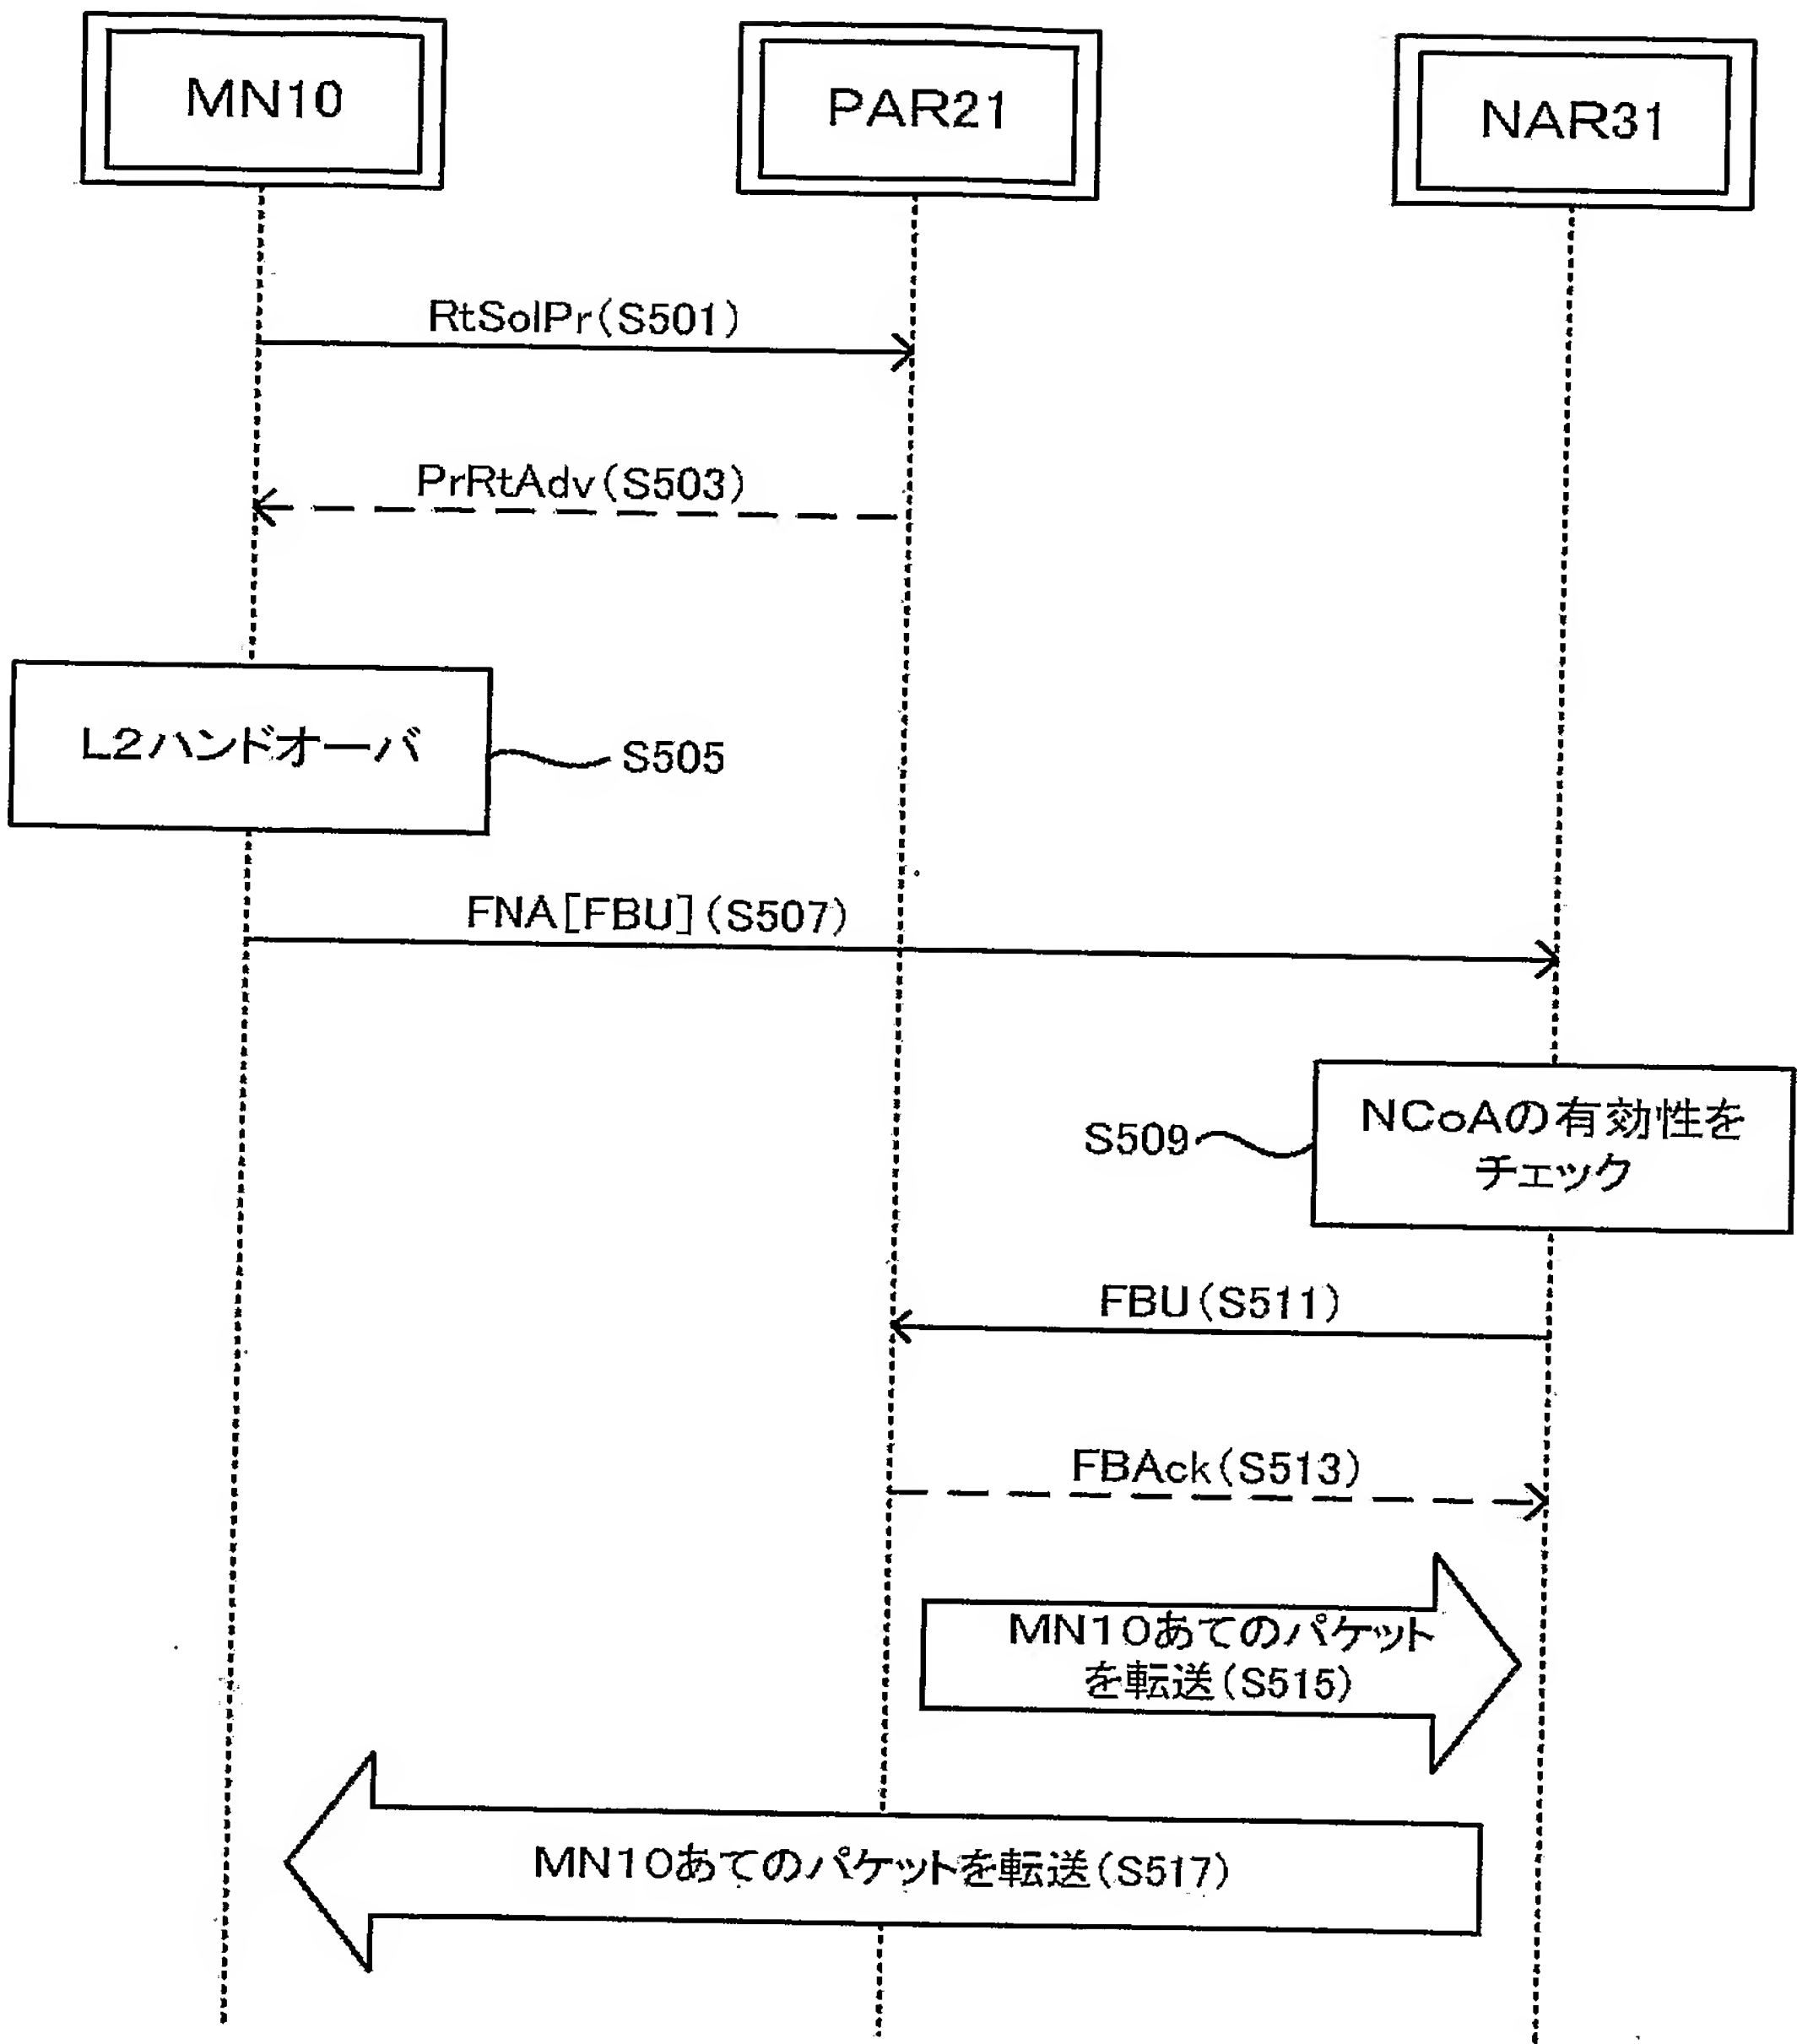 MN10
PAR21
NAR31
RtSolPr(S501)
PrRtAdv(S503)
L2ハンドオーバ
S505
FNA[FBU](S507)
NCoAの有効性を
チェック
S509
FBU(S511)
FBAck(S513)
MN10あてのパケット
を転送(S515)
MN10あてのパケットを転送(S517)